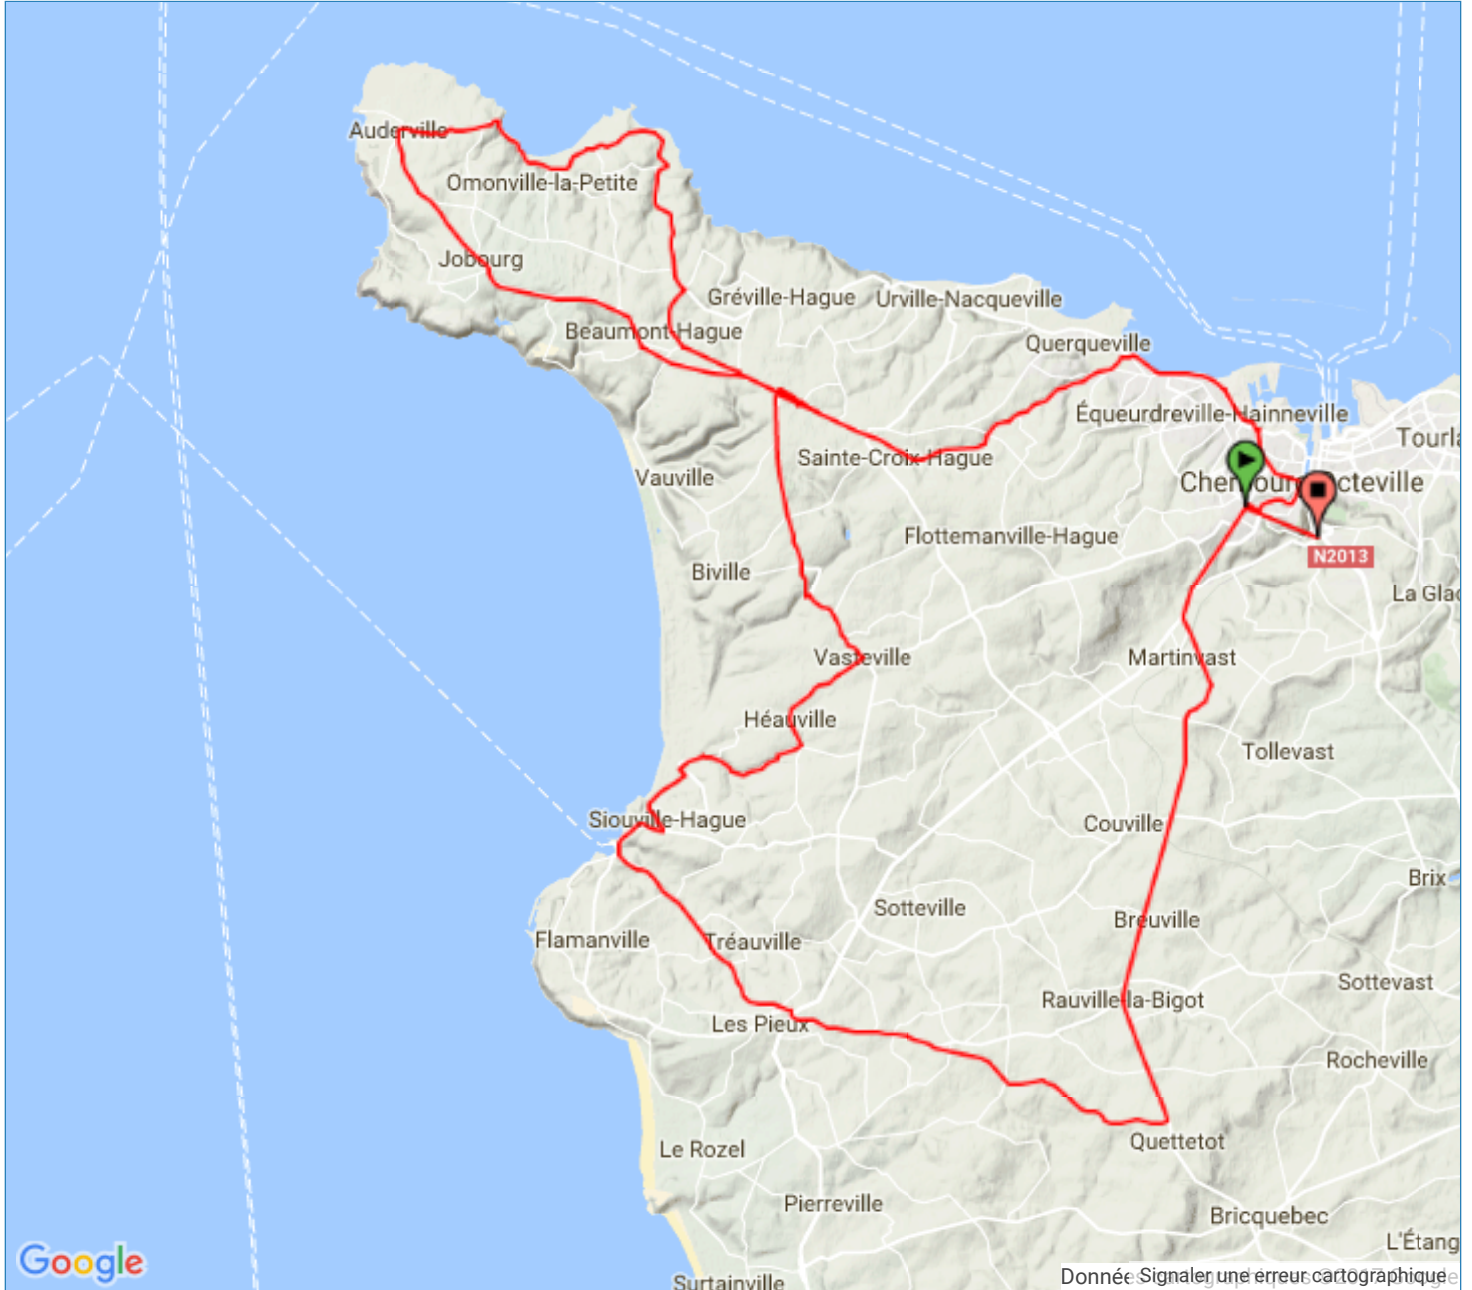 Auderville
Omonville-la-Petite
Jobourg
Gréville-Hague
Urville-Nacqueville
Beaumont-Hague
Querqueville
Équeurdreville-Hainneville
Tourla
Sainte-Croix-Hague
Vauville
Cherbourg-Octeville
Flottemanville-Hague
N2013
Biville
La Glac
Vasteville
Martinvast
Héauville
Tollevast
Siouville-Hague
Couville
Brix
Sotteville
Breuville
Flamanville
Tréauville
Sottevast
Rauville-la-Bigot
Les Pieux
Rocheville
Quettetot
Le Rozel
Pierreville
Bricquebec
L'Étang
Google
Surtainville
Donnée Signaler une erreur cartographique